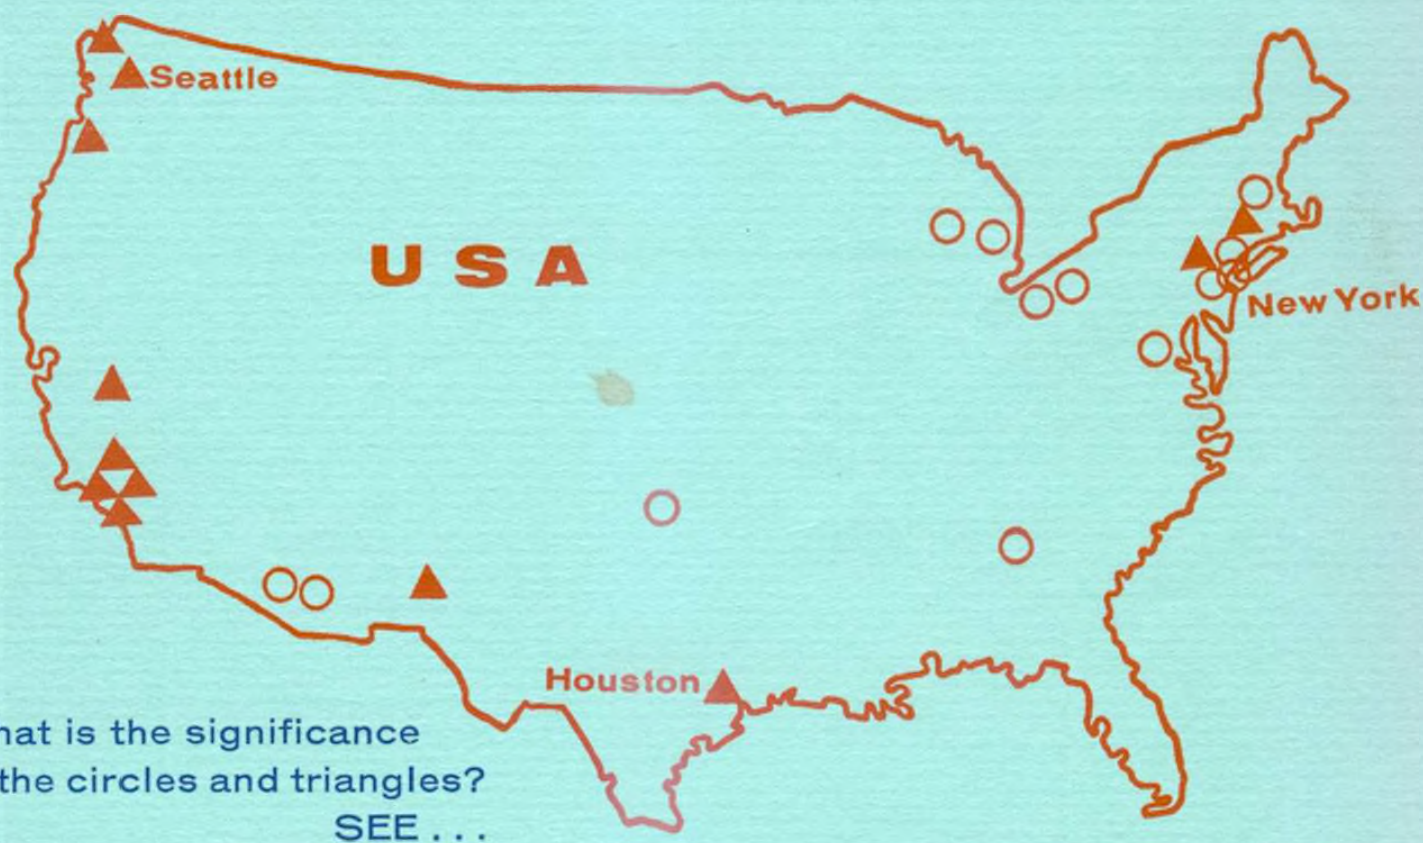 Seattle
USA
New York
Houston
hat is the significance
the circles and triangles?
SEE . . .